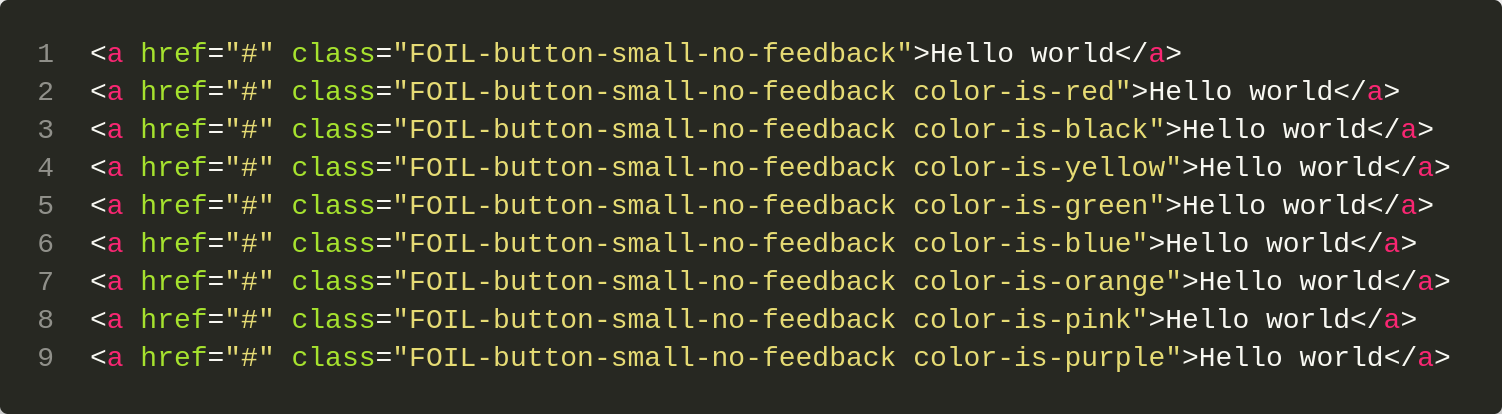 1 <a href="#" class="FOIL-button-small-no-feedback">Hello world</a>
2 <a href="#" class="FOIL-button-small-no-feedback color-is-red">Hello world</a>
3 <a href="#" class="FOIL-button-small-no-feedback color-is-black">Hello world</a>
4 <a href="#" class="FOIL-button-small-no-feedback color-is-yellow">Hello world</a>
5 <a href="#" class="FOIL-button-small-no-feedback color-is-green">Hello world</a>
6 <a href="#" class="FOIL-button-small-no-feedback color-is-blue">Hello world</a>
7 <a href="#" class="FOIL-button-small-no-feedback color-is-orange">Hello world</a>
8 <a href="#" class="FOIL-button-small-no-feedback color-is-pink">Hello world</a>
9 <a href="#" class="FOIL-button-small-no-feedback color-is-purple">Hello world</a>